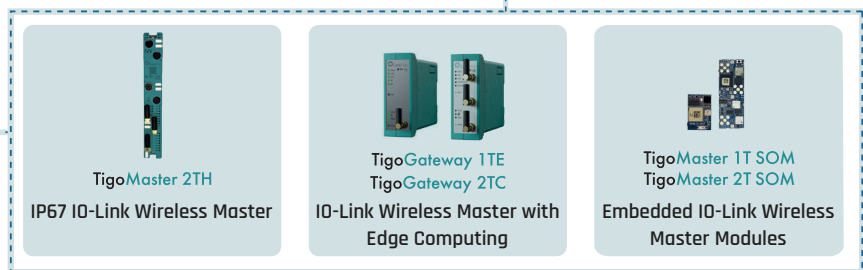 TigoMaster 2TH
IP67 IO-Link Wireless Master
TigoGateway 1TE
TigoGateway 2TC
IO-Link Wireless Master with
Edge Computing
TigoMaster 1T SOM
TigoMaster 2T SOM
Embedded IO-Link Wireless
Master Modules